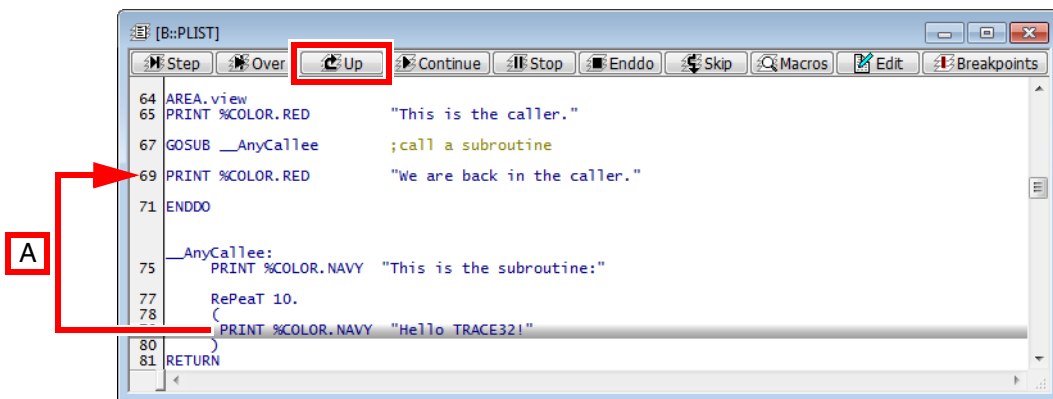 [B::PLIST]
Step Over Up Continue Stop Enddo Skip Macros Edit Breakpoints
64 AREA.view
65 PRINT %COLOR.RED "This is the caller."
67 GOSUB __AnyCallee ;call a subroutine
69 PRINT %COLOR.RED "We are back in the caller."
71 ENDDO
A
__AnyCallee:
75 PRINT %COLOR.NAVY "This is the subroutine:"
77 RePeaT 10.
78 (
PRINT %COLOR.NAVY "Hello TRACE32!"
80 )
81 RETURN